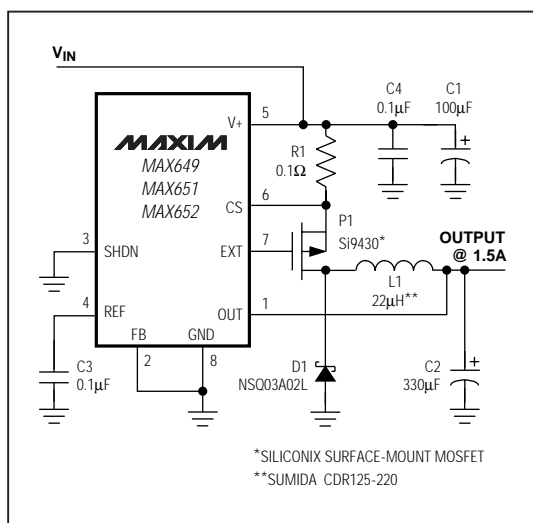 VIN
MAXIM
MAX649
MAX651
MAX652
V+
5
CS
6
EXT
7
OUT
1
3
SHDN
4
REF
FB
2
GND
8
C4
0.1µF
C1
100µF
+
R1
0.1Ω
P1
Si9430*
OUTPUT
@ 1.5A
L1
22µH**
C3
0.1µF
D1
NSQ03A02L
+
C2
330µF
*SILICONIX SURFACE-MOUNT MOSFET
**SUMIDA CDR125-220